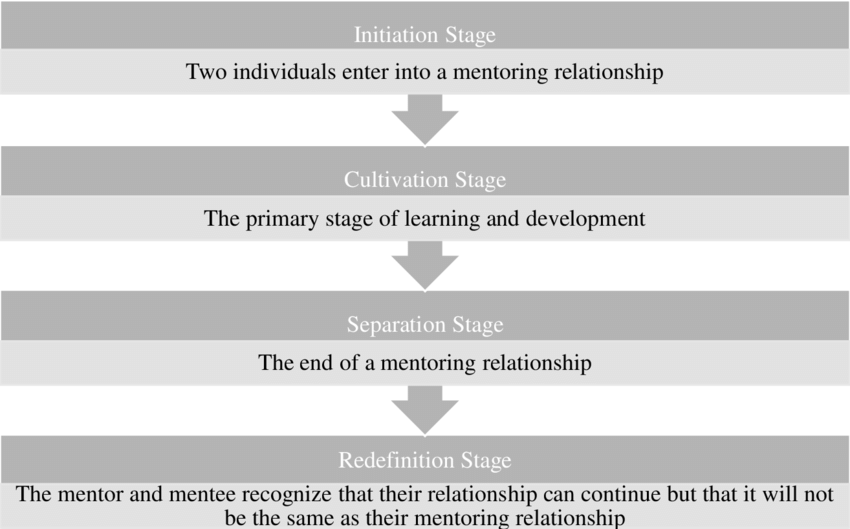 Initiation Stage
Two individuals enter into a mentoring relationship
Cultivation Stage
The primary stage of learning and development
Separation Stage
The end of a mentoring relationship
Redefinition Stage
The mentor and mentee recognize that their relationship can continue but that it will not
be the same as their mentoring relationship